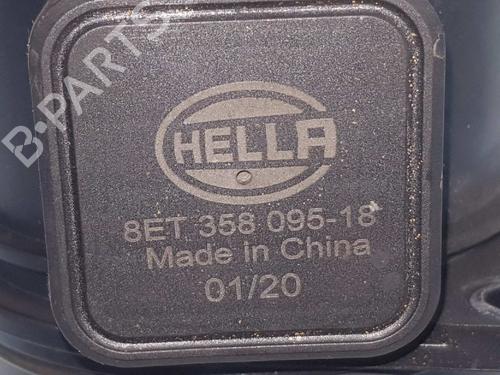 B-PARTS
HELLA
8ET 358 095-18
Made in China
01/20